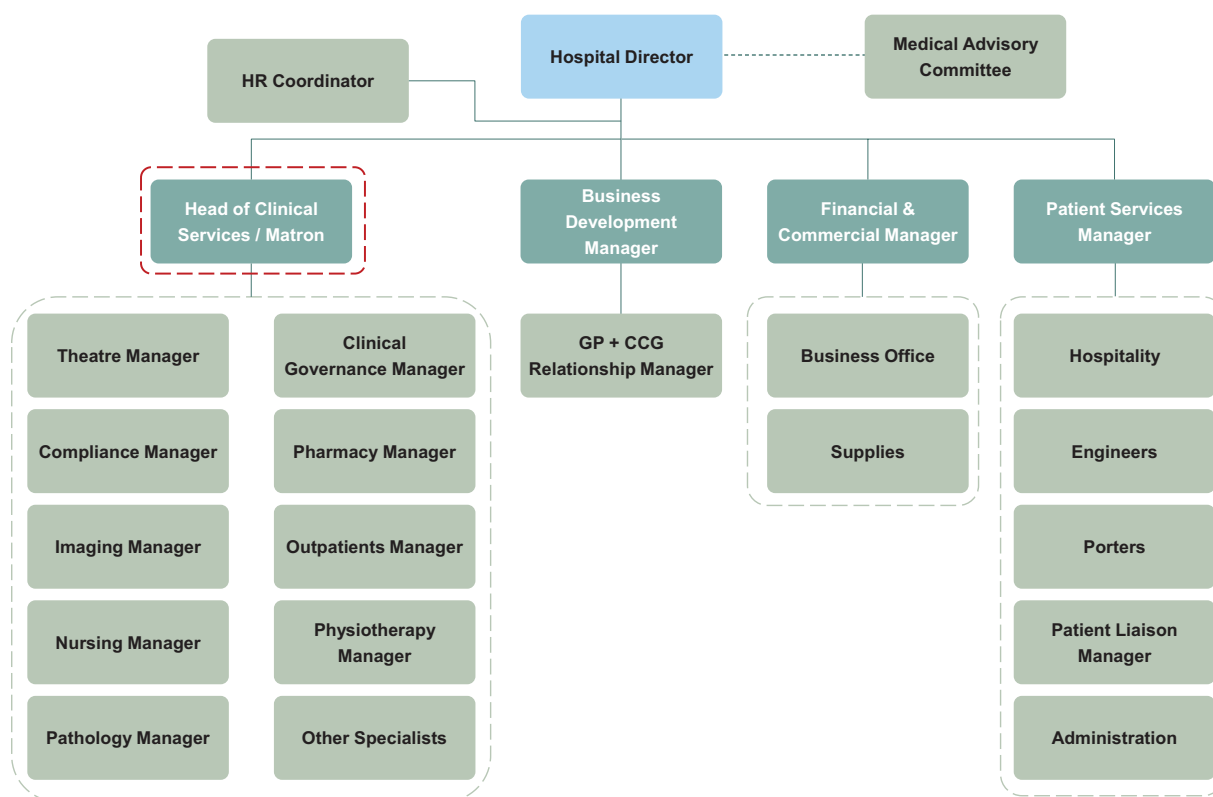 Hospital Director
Medical Advisory
Committee
HR Coordinator
Head of Clinical
Services / Matron
Business
Development
Manager
Financial &
Commercial Manager
Patient Services
Manager
Theatre Manager
Clinical
Governance Manager
GP + CCG
Relationship Manager
Business Office
Hospitality
Compliance Manager
Pharmacy Manager
Supplies
Engineers
Imaging Manager
Outpatients Manager
Porters
Nursing Manager
Physiotherapy
Manager
Patient Liaison
Manager
Pathology Manager
Other Specialists
Administration